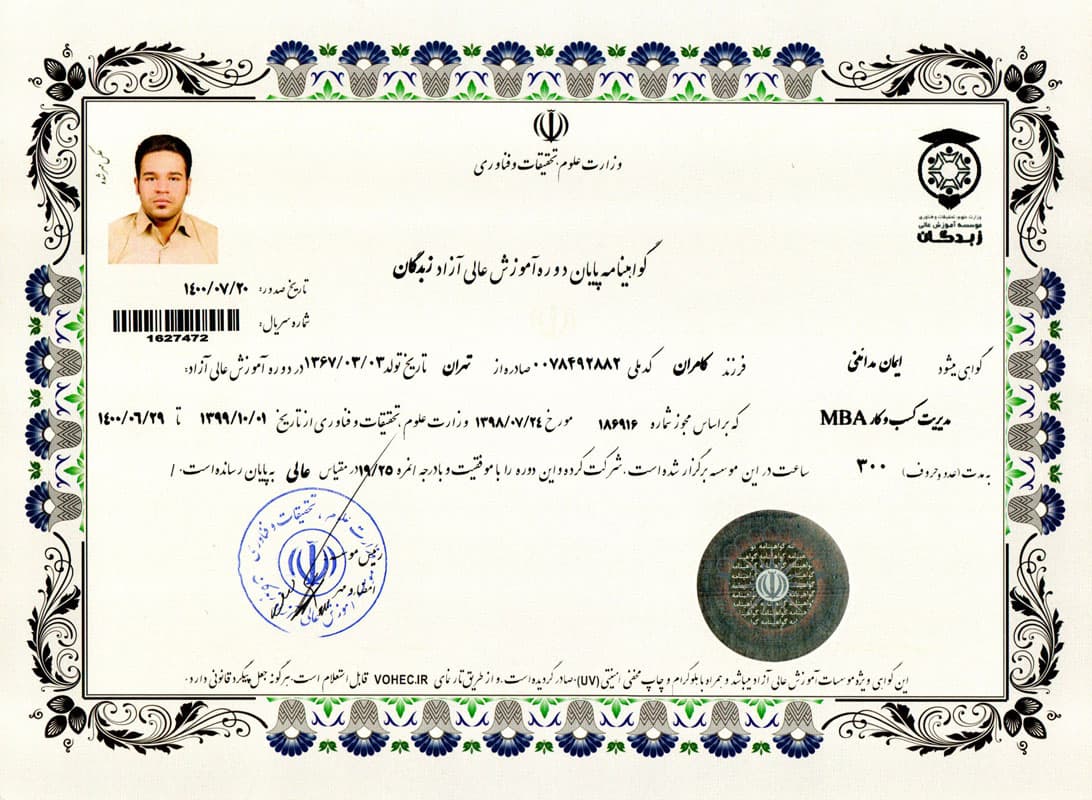 وزارت علوم، تحقیقات و فناوری
وزارت علوم، تحقیقات و فناوری
موسسه آموزش عالی
زبدگان
گواهینامه پایان دوره آموزش عالی آزاد زبدگان
تاریخ صدور: ۱۴۰۰/۰۷/۲۰
شماره سریال:
1627472
گواهی میشود ایمان مدائنی فرزند کامران کد ملی ۰۰۷۸۴۹۲۸۸۲ صادره از تهران تاریخ تولد ۱۳۶۷/۰۳/۰۳ در دوره آموزش عالی آزاد:
مدیریت کسب و کار MBA که بر اساس مجوز شماره ۱۸۶۹۱۶ مورخ ۱۳۹۸/۰۷/۲۴ وزارت علوم، تحقیقات و فناوری از تاریخ ۱۳۹۹/۱۰/۰۱ تا ۱۴۰۰/۰۶/۲۹
به مدت (عدد و حروف) ۳۰۰ ساعت در این موسسه برگزار شده است، شرکت کرده و این دوره را با موفقیت و با درجه / نمره ۱۹/۲۵ در مقیاس عالی به پایان رسانده است. /
رئیس موسسه
امضاء و مهر
این گواهی ویژه موسسات آموزش عالی آزاد میباشد و همراه با هلوگرام و چاپ مخفی امنیتی (UV) صادر گردیده است. و از طریق تارنمای VOHEC.IR قابل استعلام است. هرگونه جعل پیگرد قانونی دارد.